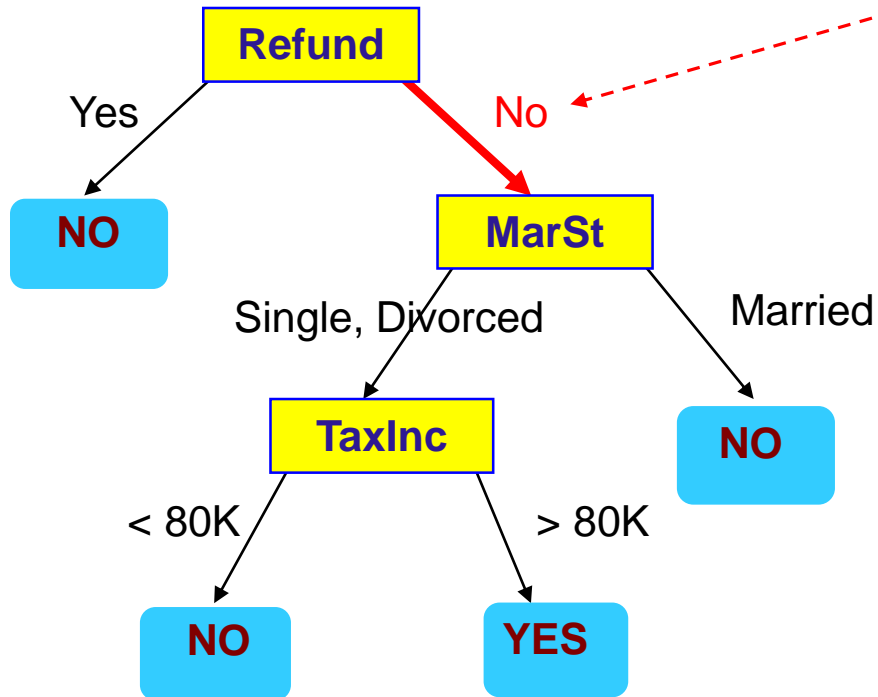 Refund
Yes
No
NO
MarSt
Single, Divorced
Married
TaxInc
NO
< 80K
> 80K
NO
YES